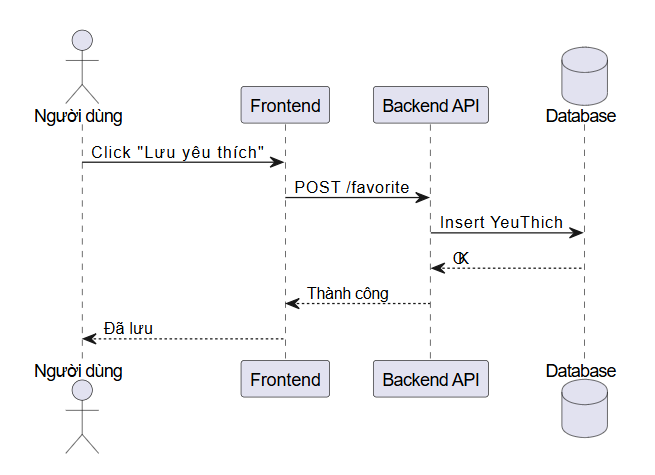 Người dùng
Frontend
Backend API
Database
Click "Lưu yêu thích"
POST /favorite
Insert YeuThich
OK
Thành công
Đã lưu
Người dùng
Frontend
Backend API
Database